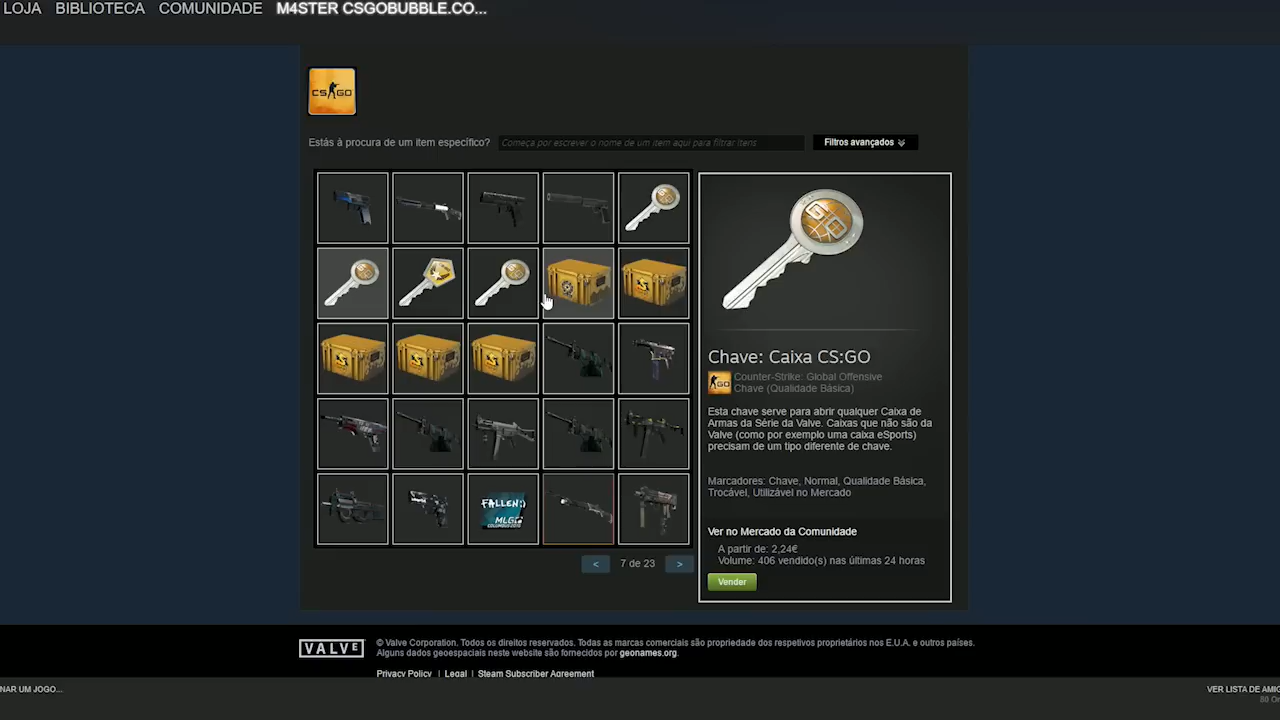 LOJA BIBLIOTECA COMUNIDADE M4STER CSGOBUBBLE.CO...
CS GO
Estás à procura de um item específico?
Começa por escrever o nome de um item aqui para filtrar itens
Filtros avançados
FALLEN
MLG
COLUMBUS 2016
7 de 23
GO
Chave: Caixa CS:GO
GO
Counter-Strike: Global Offensive
Chave (Qualidade Básica)
Esta chave serve para abrir qualquer Caixa de
Armas da Série da Valve. Caixas que não são da
Valve (como por exemplo uma caixa eSports)
precisam de um tipo diferente de chave.
Marcadores: Chave, Normal, Qualidade Básica,
Trocável, Utilizável no Mercado
Ver no Mercado da Comunidade
A partir de: 2,24€
Volume: 406 vendido(s) nas últimas 24 horas
Vender
VALVE
© Valve Corporation. Todos os direitos reservados. Todas as marcas comerciais são propriedade dos respetivos proprietários nos E.U.A. e outros países.
Alguns dados geoespaciais neste website são fornecidos por geonames.org.
Privacy Policy | Legal | Steam Subscriber Agreement
NAR UM JOGO...
VER LISTA DE AMIG
80 On